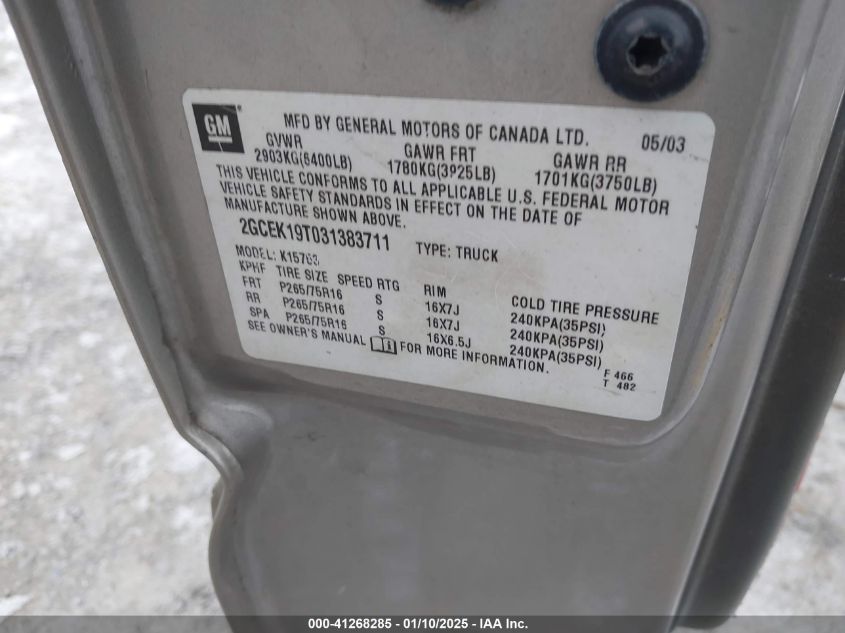 GM
MFD BY GENERAL MOTORS OF CANADA LTD. 05/03
GVWR GAWR FRT GAWR RR
2903KG(6400LB) 1780KG(3925LB) 1701KG(3750LB)
THIS VEHICLE CONFORMS TO ALL APPLICABLE U.S. FEDERAL MOTOR
VEHICLE SAFETY STANDARDS IN EFFECT ON THE DATE OF
MANUFACTURE SHOWN ABOVE.
2GCEK19T031383711 TYPE: TRUCK
MODEL: K15753
KPHF TIRE SIZE SPEED RTG RIM COLD TIRE PRESSURE
FRT P265/75R16 S 16X7J 240KPA(35PSI)
RR P265/75R16 S 16X7J 240KPA(35PSI)
SPA P265/75R16 S 16X6.5J 240KPA(35PSI)
SEE OWNER'S MANUAL FOR MORE INFORMATION.
F 466
T 482
000-41268285 - 01/10/2025 - IAA Inc.